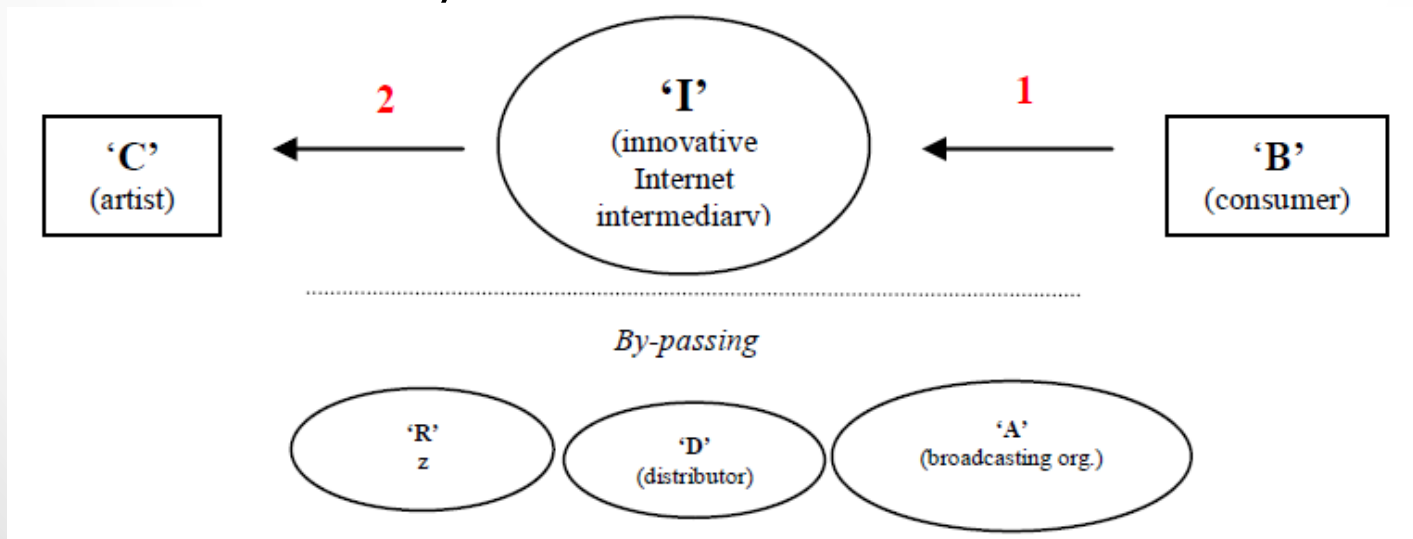 2
1
‘I’
(innovative
Internet
intermediary)
‘C’
(artist)
‘B’
(consumer)
By-passing
‘R’
z
‘D’
(distributor)
‘A’
(broadcasting org.)